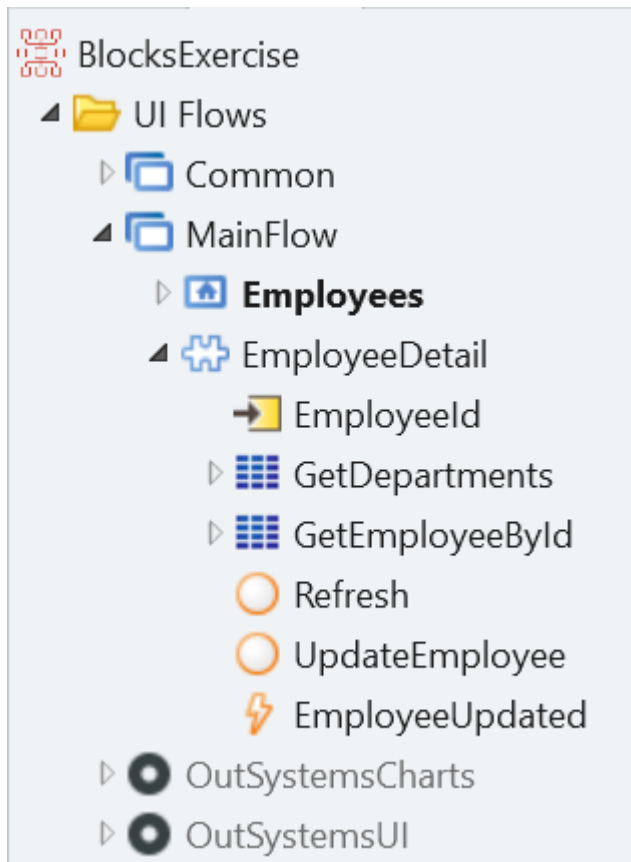 BlocksExercise
UI Flows
Common
MainFlow
Employees
EmployeeDetail
EmployeeId
GetDepartments
GetEmployeeById
Refresh
UpdateEmployee
EmployeeUpdated
OutSystemsCharts
OutSystemsUI